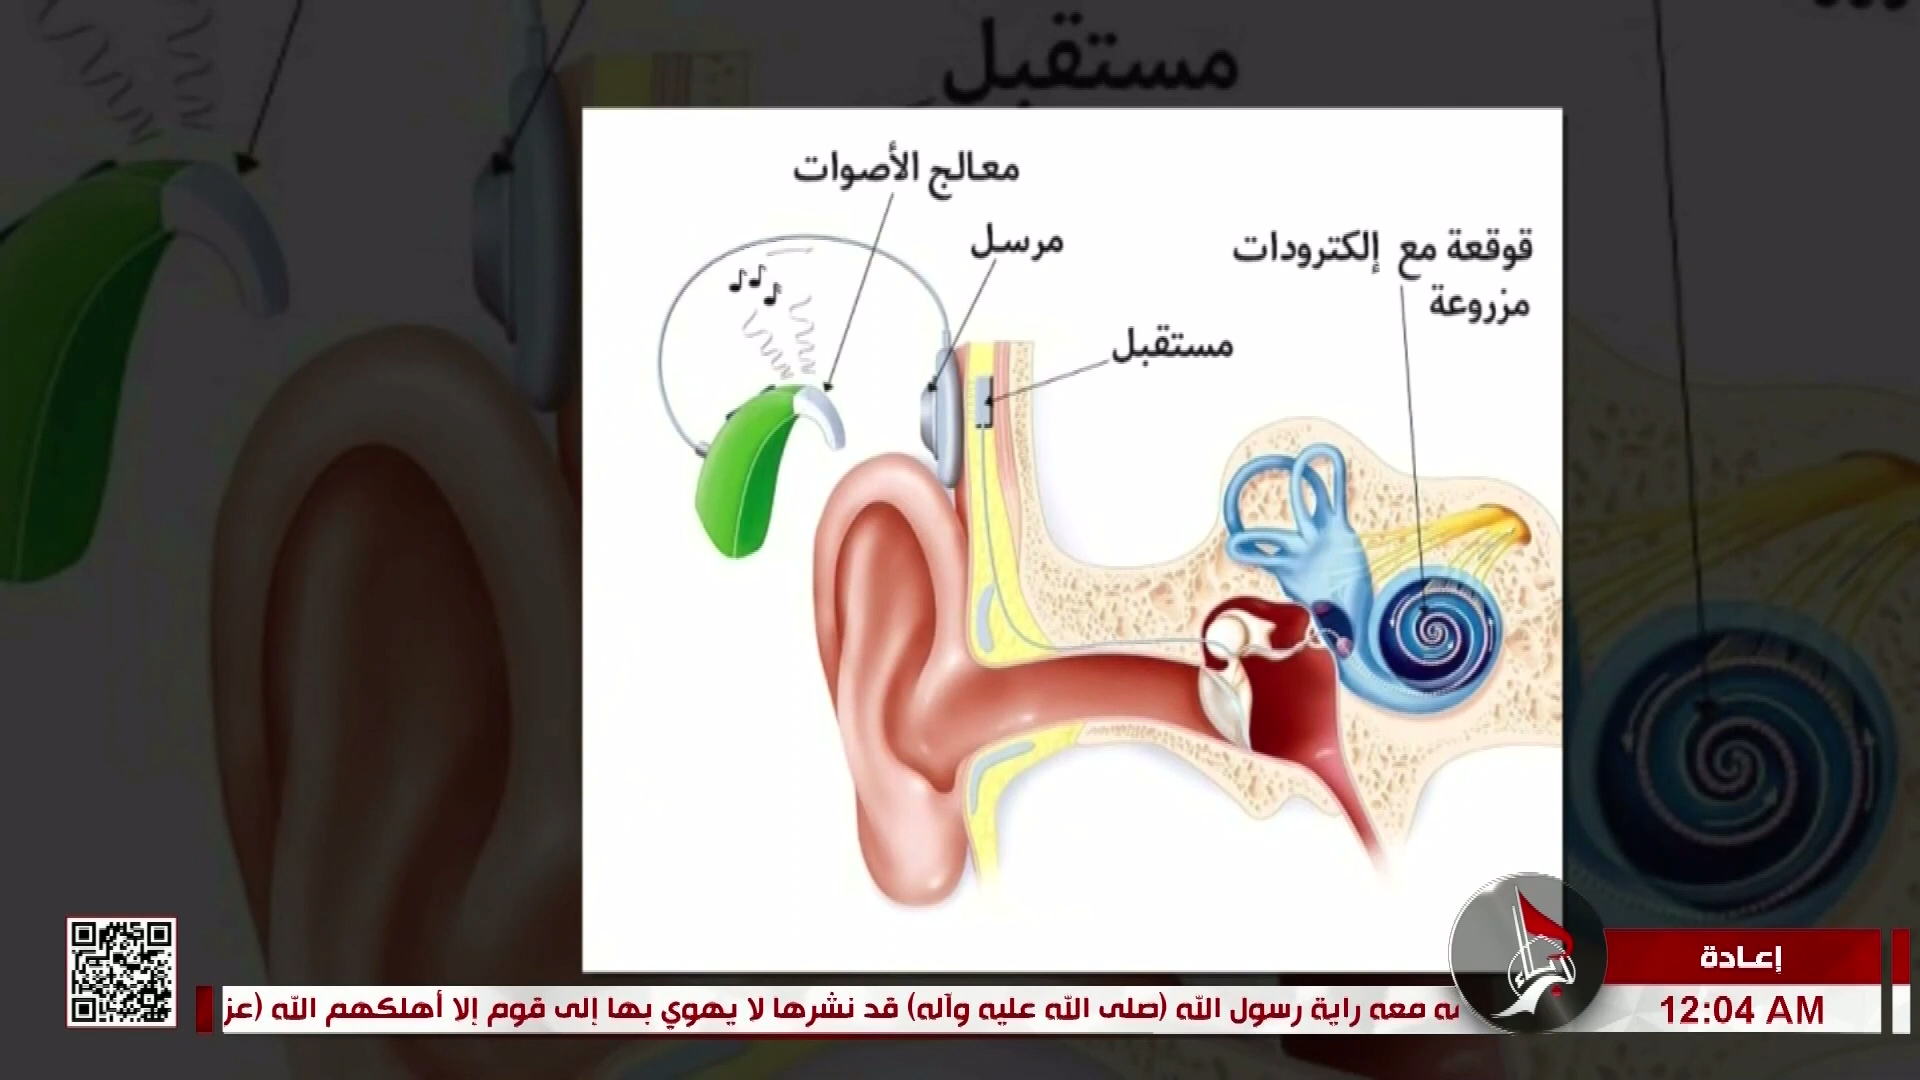 مستقبل
معالج الأصوات
مرسل
قوقعة مع إلكترودات
مزروعة
مستقبل
إعادة
12:04 AM
معه راية رسول الله (صلى الله عليه وآله) قد نشرها لا يهوي بها إلى قوم إلا أهلكهم الله (عز